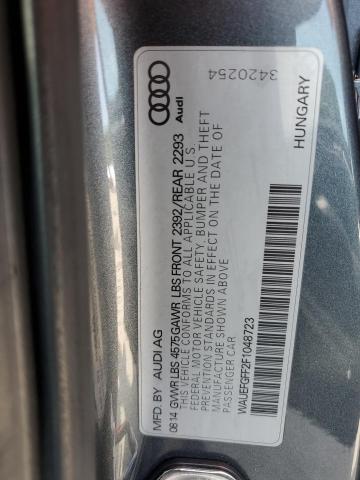 MFD. BY AUDI AG
Audi
0814 GVWR LBS 4575 GAWR LBS FRONT 2392/REAR 2293
THIS VEHICLE CONFORMS TO ALL APPLICABLE U.S.
FEDERAL MOTOR VEHICLE SAFETY, BUMPER AND THEFT
PREVENTION STANDARDS IN EFFECT ON THE DATE OF
MANUFACTURE SHOWN ABOVE
PASSENGER CAR
WAUEFGFF2F1048723
HUNGARY
3420254